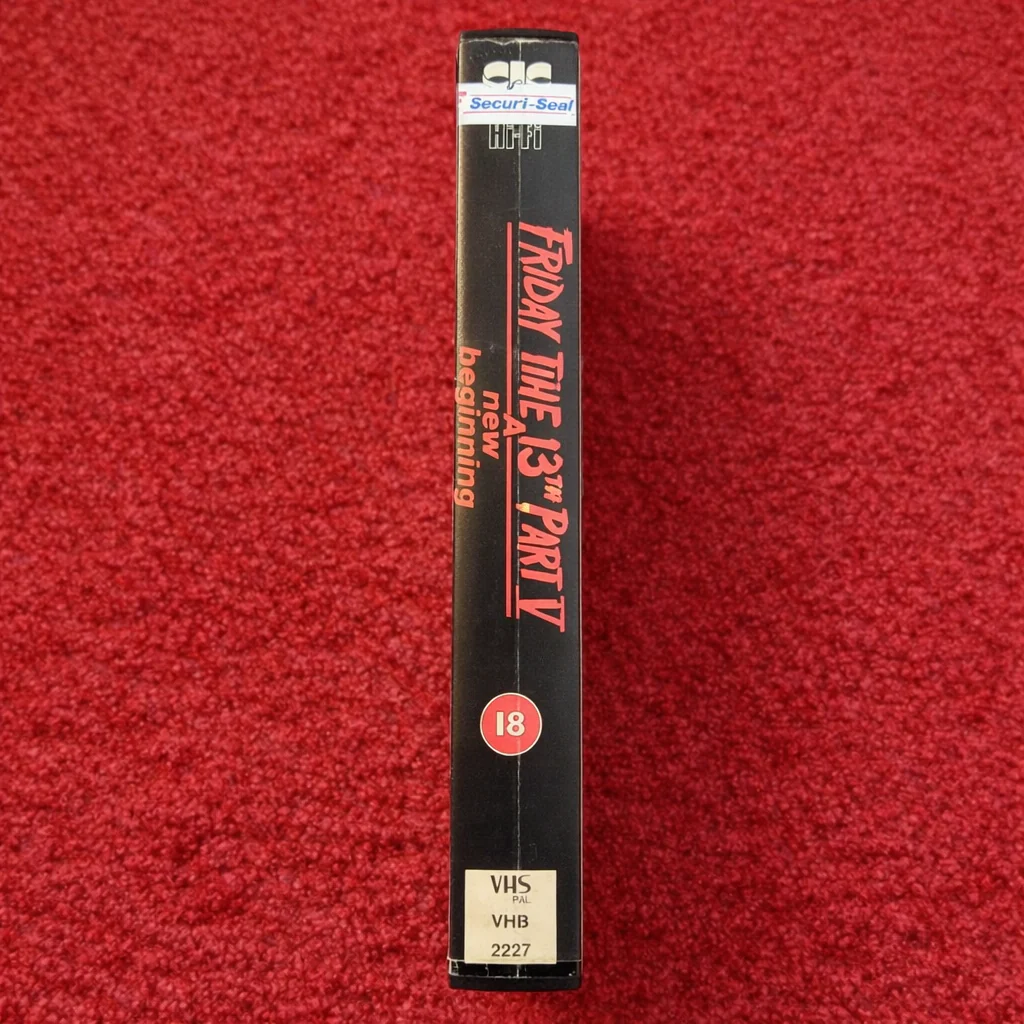 CIC
Securi-Seal
Hi-Fi
FRIDAY THE 13TH PART V
A
new
beginning
18
VHS
PAL
VHB
2227